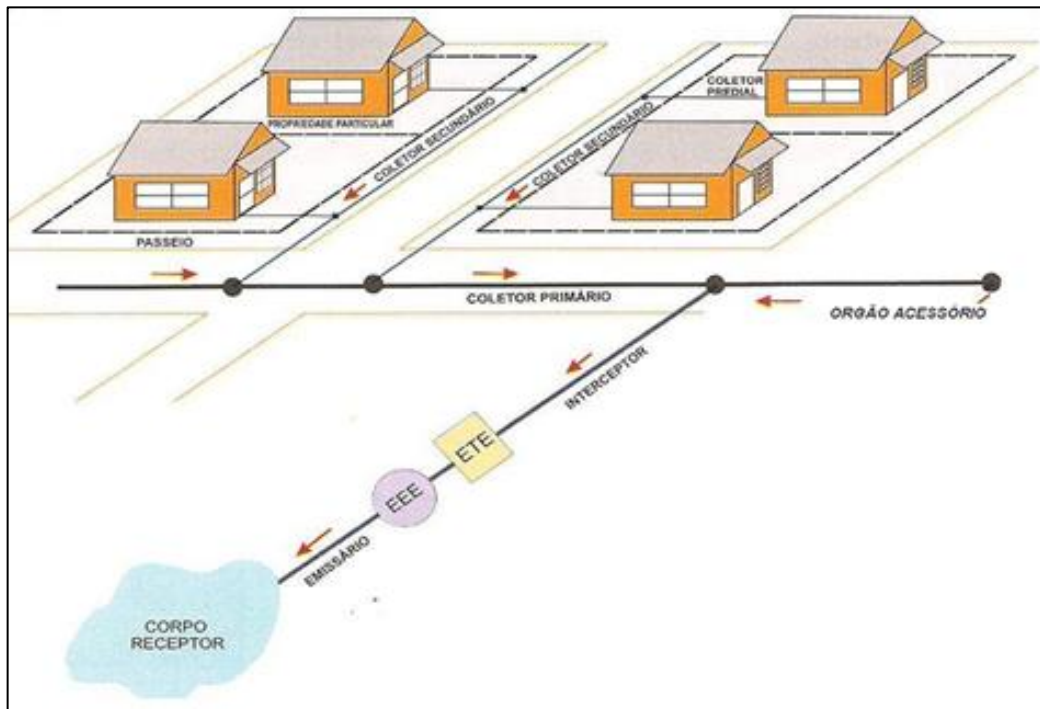 COLETOR
PREDIAL
PROPRIEDADE PARTICULAR
COLETOR SECUNDÁRIO
COLETOR SECUNDÁRIO
PASSEIO
COLETOR PRIMÁRIO
ORGÃO ACESSÓRIO
INTERCEPTOR
ETE
EEE
EMISSÁRIO
CORPO
RECEPTOR